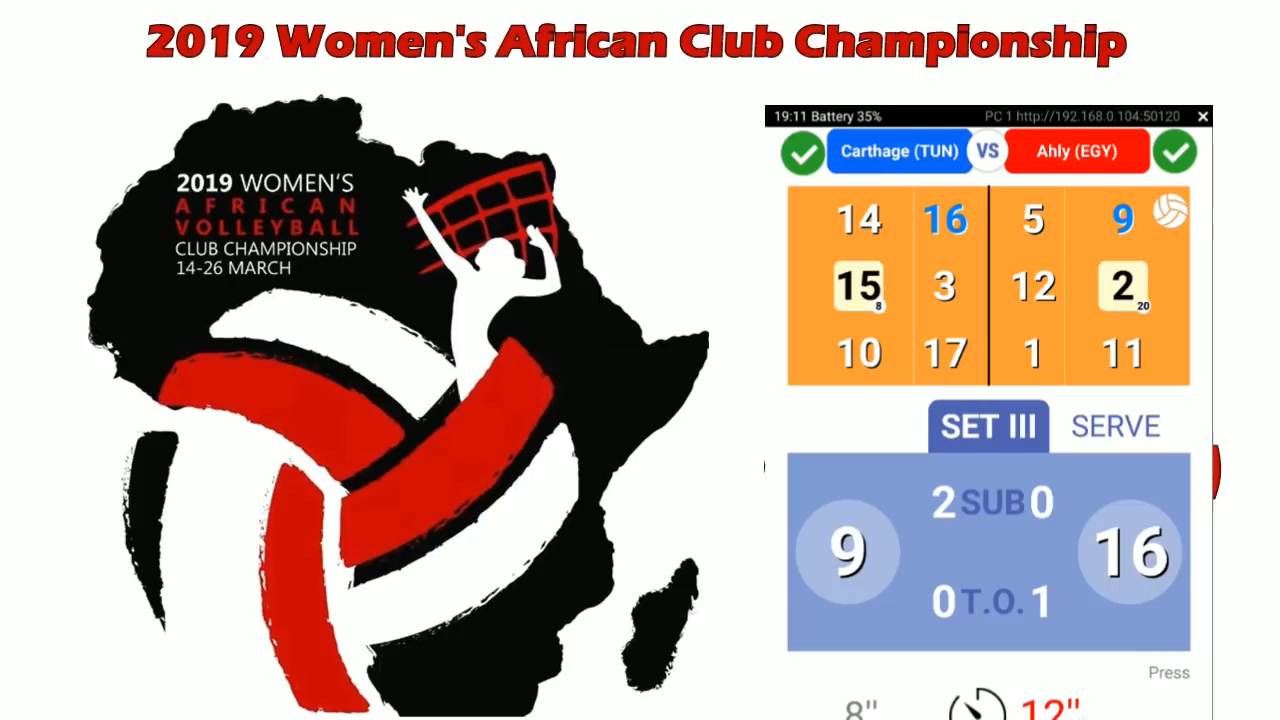 2019 Women's African Club Championship
2019 WOMEN'S
AFRICAN
VOLLEYBALL
CLUB CHAMPIONSHIP
14-26 MARCH
19:11 Battery 35% PC 1 http://192.168.0.104:50120 ×
Carthage (TUN) VS Ahly (EGY)
14 16 5 9
15 8 3 12 2 20
10 17 1 11
SET III SERVE
2 SUB 0
9 16
0 T.O. 1
Press
8" 12"